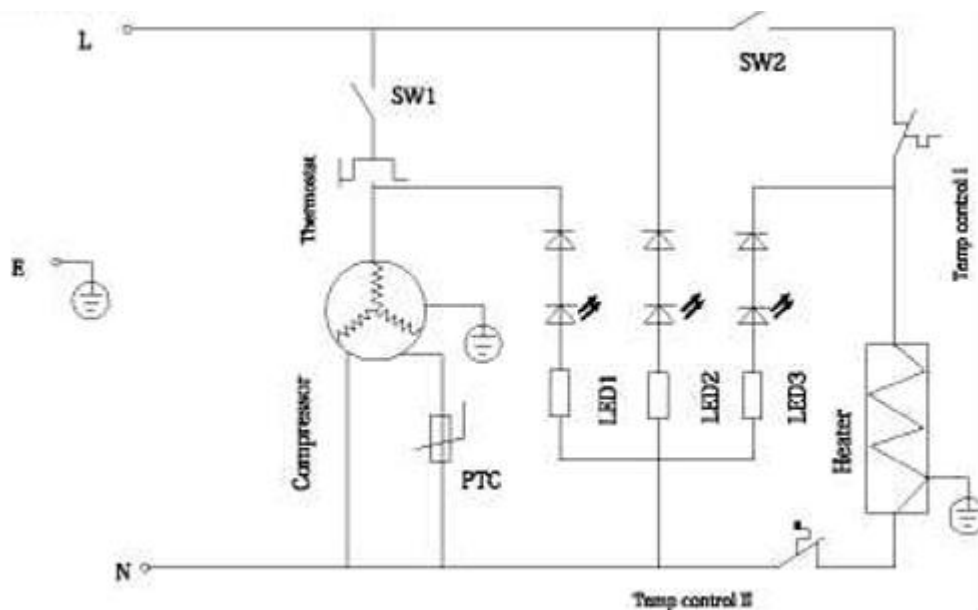 L
SW1
SW2
Thermostat
Temp control I
E
Compressor
PTC
LED1
LED2
LED3
Heater
N
Temp control II